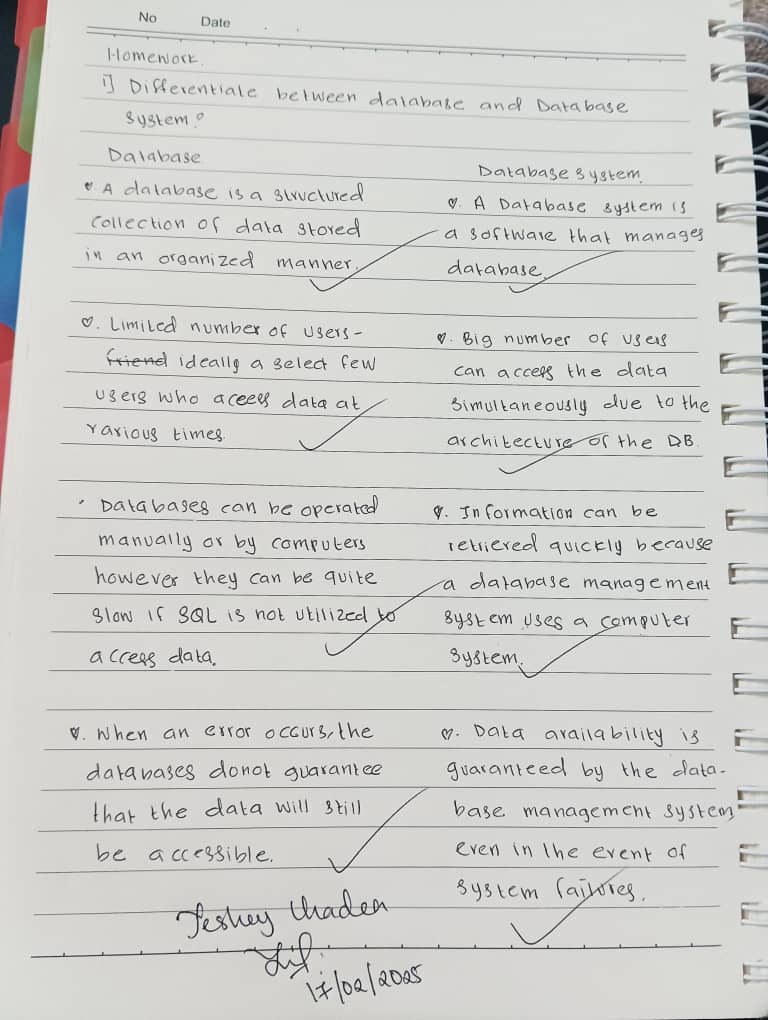 No Date
Homework.
1] Differentiate between database and Database
system?
Database
♥. A database is a structured
collection of data stored
in an organized manner.
♥. Limited number of users-
friend ideally a select few
users who access data at
various times.
· Databases can be operated
manually or by computers
however they can be quite
slow if SQL is not utilized to
access data.
♥. When an error occurs, the
databases donot guarantee
that the data will still
be accessible.
Database system.
♥. A Database system is
a software that manages
database.
♥. Big number of users
can access the data
simultaneously due to the
architecture of the DB.
♥. Information can be
retrieved quickly because
a database management
system uses a computer
system.
♥. Data availability is
guaranteed by the data-
base management system
even in the event of
system failures.
17/02/2025